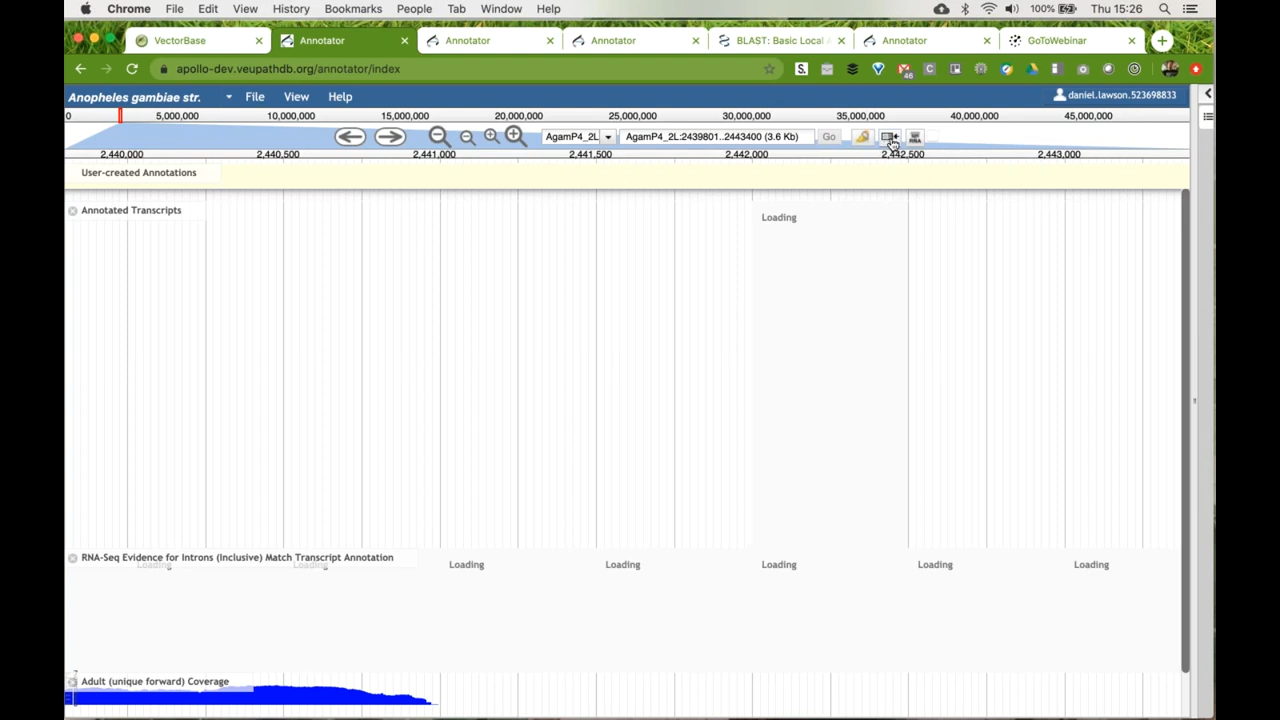 Chrome File Edit View History Bookmarks People Tab Window Help 100% Thu 15:26
VectorBase Annotator Annotator Annotator BLAST: Basic Local A Annotator GoToWebinar
apollo-dev.veupathdb.org/annotator/index 46
Anopheles gambiae str. File View Help daniel.lawson.523698833
0 5,000,000 10,000,000 15,000,000 20,000,000 25,000,000 30,000,000 35,000,000 40,000,000 45,000,000
AgamP4_2L AgamP4_2L:2439801..2443400 (3.6 Kb) Go RNA
2,440,000 2,440,500 2,441,000 2,441,500 2,442,000 2,442,500 2,443,000
User-created Annotations
Annotated Transcripts
Loading
RNA-Seq Evidence for Introns (Inclusive) Match Transcript Annotation
Loading Loading Loading Loading Loading Loading Loading
Adult (unique forward) Coverage